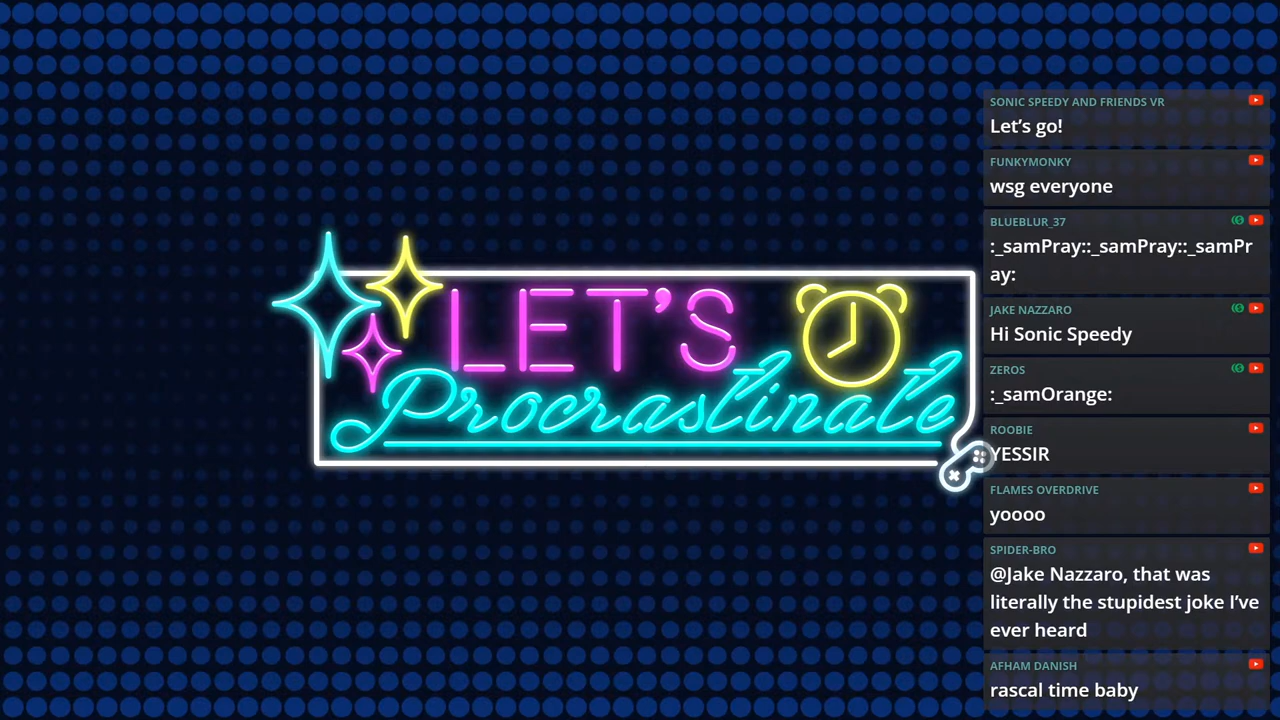 LET'S
Procrastinate
SONIC SPEEDY AND FRIENDS VR
Let’s go!
FUNKYMONKY
wsg everyone
BLUEBLUR_37
:_samPray::_samPray::_samPr
ay:
JAKE NAZZARO
Hi Sonic Speedy
ZEROS
:_samOrange:
ROOBIE
YESSIR
FLAMES OVERDRIVE
yoooo
SPIDER-BRO
@Jake Nazzaro, that was
literally the stupidest joke I’ve
ever heard
AFHAM DANISH
rascal time baby